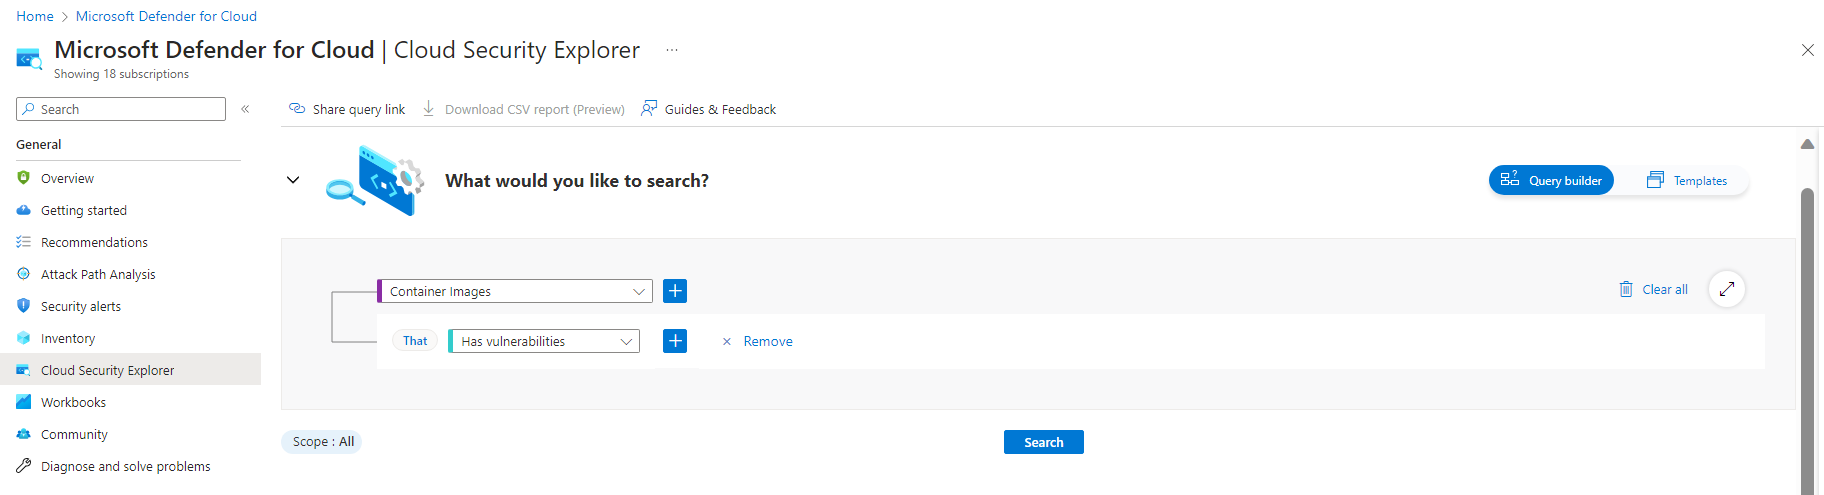 Home > Microsoft Defender for Cloud
Microsoft Defender for Cloud | Cloud Security Explorer ...
Showing 18 subscriptions
Search
«
Share query link
Download CSV report (Preview)
Guides & Feedback
General
Overview
Getting started
Recommendations
Attack Path Analysis
Security alerts
Inventory
Cloud Security Explorer
Workbooks
Community
Diagnose and solve problems
What would you like to search?
Query builder
Templates
Container Images
Clear all
That
Has vulnerabilities
Remove
Scope : All
Search